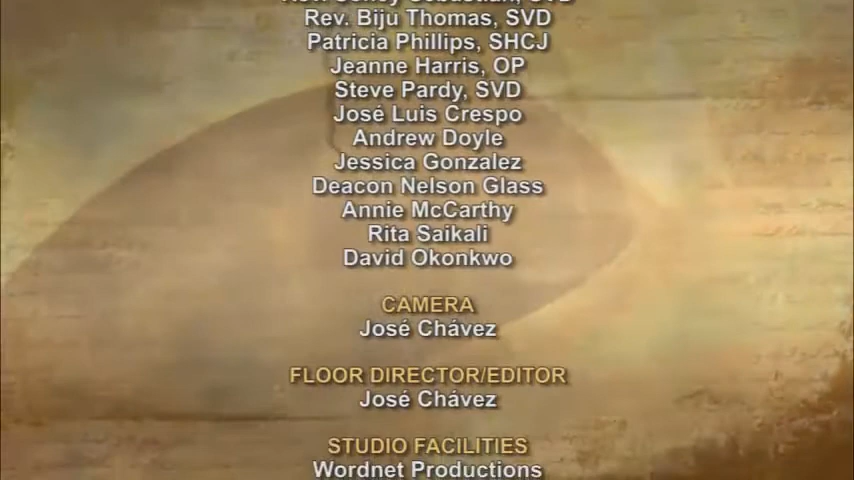 Rev. Biju Thomas, SVD
Patricia Phillips, SHCJ
Jeanne Harris, OP
Steve Pardy, SVD
José Luis Crespo
Andrew Doyle
Jessica Gonzalez
Deacon Nelson Glass
Annie McCarthy
Rita Saikali
David Okonkwo
CAMERA
José Chávez
FLOOR DIRECTOR/EDITOR
José Chávez
STUDIO FACILITIES
Wordnet Productions